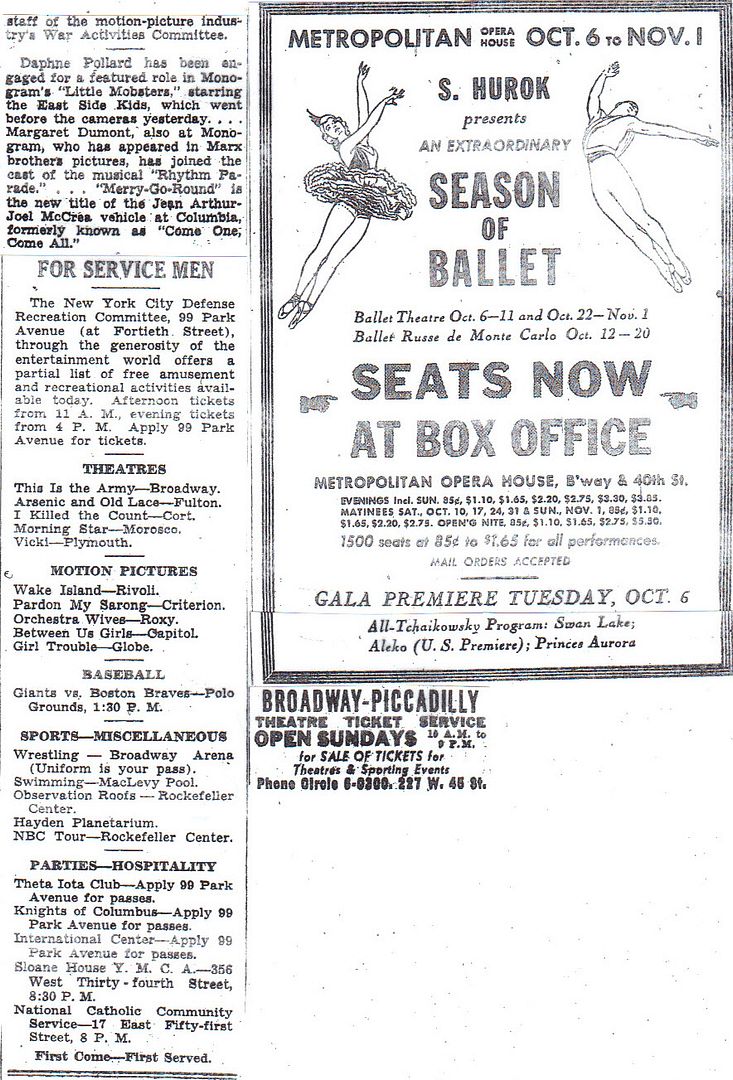 staff of the motion-picture indus-
try's War Activities Committee.
Daphne Pollard has been en-
gaged for a featured role in Mono-
gram's "Little Mobsters," starring
the East Side Kids, which went
before the cameras yesterday. . . .
Margaret Dumont, also at Mono-
gram, who has appeared in Marx
brothers pictures, has joined the
cast of the musical "Rhythm Pa-
rade." . . . "Merry-Go-Round" is
the new title of the Jean Arthur-
Joel McCrea vehicle at Columbia,
formerly known as "Come One,
Come All."
FOR SERVICE MEN
The New York City Defense
Recreation Committee, 99 Park
Avenue (at Fortieth Street),
through the generosity of the
entertainment world offers a
partial list of free amusement
and recreational activities avail-
able today. Afternoon tickets
from 11 A. M., evening tickets
from 4 P. M. Apply 99 Park
Avenue for tickets.
THEATRES
This Is the Army—Broadway.
Arsenic and Old Lace—Fulton.
I Killed the Count—Cort.
Morning Star—Morosco.
Vicki—Plymouth.
MOTION PICTURES
Wake Island—Rivoli.
Pardon My Sarong—Criterion.
Orchestra Wives—Roxy.
Between Us Girls—Capitol.
Girl Trouble—Globe.
BASEBALL
Giants vs. Boston Braves—Polo
Grounds, 1:30 P. M.
SPORTS—MISCELLANEOUS
Wrestling — Broadway Arena
(Uniform is your pass).
Swimming—MacLevy Pool.
Observation Roofs — Rockefeller
Center.
Hayden Planetarium.
NBC Tour—Rockefeller Center.
PARTIES—HOSPITALITY
Theta Iota Club—Apply 99 Park
Avenue for passes.
Knights of Columbus—Apply 99
Park Avenue for passes.
International Center—Apply 99
Park Avenue for passes.
Sloane House Y. M. C. A.—356
West Thirty-fourth Street,
8:30 P. M.
National Catholic Community
Service—17 East Fifty-first
Street, 8 P. M.
First Come—First Served.
METROPOLITAN OPERA HOUSE OCT. 6 TO NOV. 1
S. HUROK
presents
AN EXTRAORDINARY
SEASON
OF
BALLET
Ballet Theatre Oct. 6—11 and Oct. 22—Nov. 1
Ballet Russe de Monte Carlo Oct. 12—20
SEATS NOW
AT BOX OFFICE
METROPOLITAN OPERA HOUSE, B'way & 40th St.
EVENINGS Incl. SUN. 85¢, $1.10, $1.65, $2.20, $2.75, $3.30, $3.85.
MATINEES SAT., OCT. 10, 17, 24, 31 & SUN., NOV. 1, 85¢, $1.10,
$1.65, $2.20, $2.75. OPEN'G NITE, 85¢, $1.10, $1.65, $2.75, $5.50.
1500 seats at 85¢ to $1.65 for all performances.
MAIL ORDERS ACCEPTED
GALA PREMIERE TUESDAY, OCT. 6
All-Tchaikowsky Program: Swan Lake;
Aleko (U. S. Premiere); Princes Aurora
BROADWAY-PICCADILLY
THEATRE TICKET SERVICE
OPEN SUNDAYS 10 A.M. to 9 P.M.
for SALE OF TICKETS for
Theatres & Sporting Events
Phone Circle 6-9300. 227 W. 45 St.